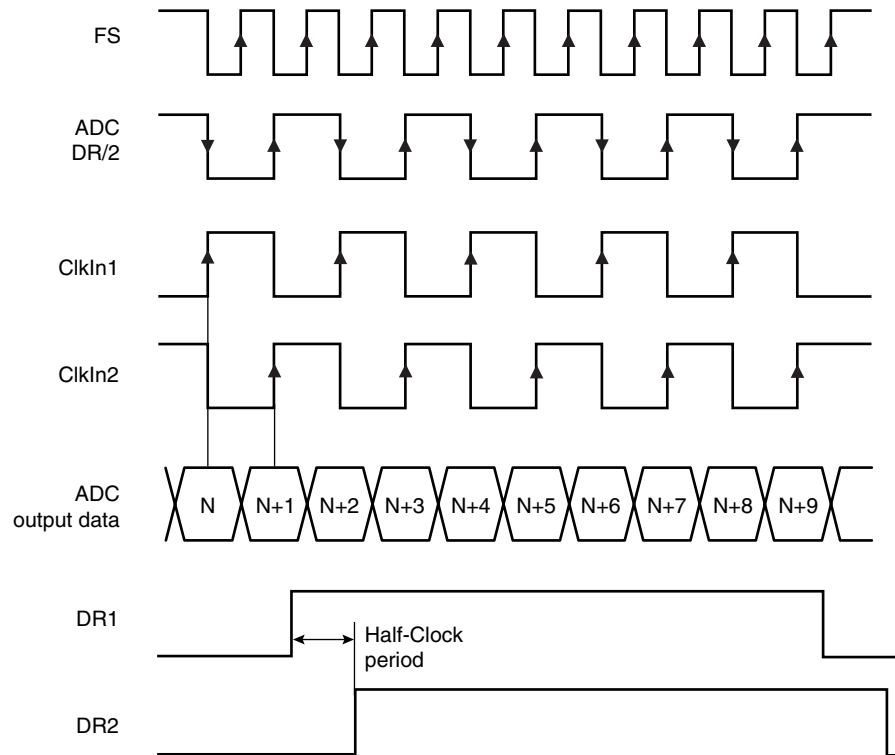 FS
ADC
DR/2
ClkIn1
ClkIn2
ADC
output data
N
N+1
N+2
N+3
N+4
N+5
N+6
N+7
N+8
N+9
DR1
Half-Clock
period
DR2